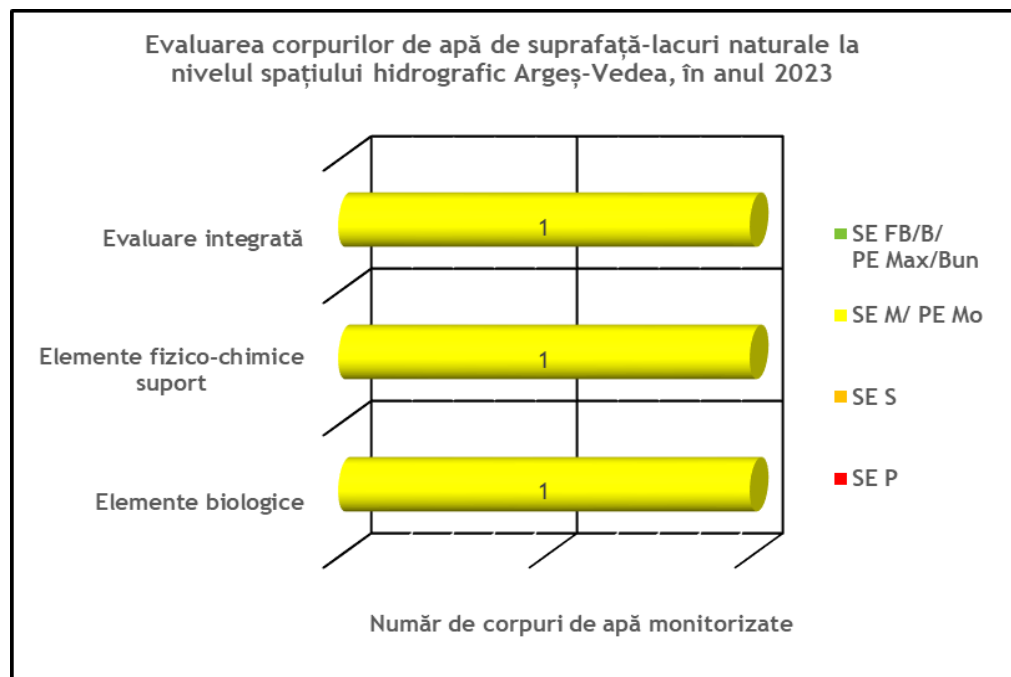 Evaluarea corpurilor de apă de suprafață-lacuri naturale la
nivelul spațiului hidrografic Argeș-Vedea, în anul 2023
Evaluare integrată
1
Elemente fizico-chimice
suport
1
Elemente biologice
1
SE FB/B/
PE Max/Bun
SE M/ PE Mo
SE S
SE P
Număr de corpuri de apă monitorizate